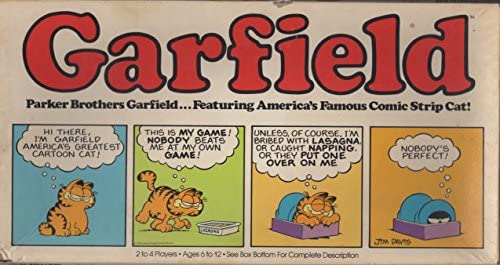 Garfield
Parker Brothers Garfield... Featuring America's Famous Comic Strip Cat!
HI THERE,
I'M GARFIELD
AMERICA'S GREATEST
CARTOON CAT!
THIS IS MY GAME!
NOBODY BEATS
ME AT MY OWN
GAME!
LASAGNA
UNLESS, OF COURSE, I'M
BRIBED WITH LASAGNA,
OR CAUGHT NAPPING,
OR THEY PUT ONE
OVER ON ME
NOBODY'S
PERFECT!
JIM DAVIS
2 to 4 Players • Ages 6 to 12 • See Box Bottom For Complete Description